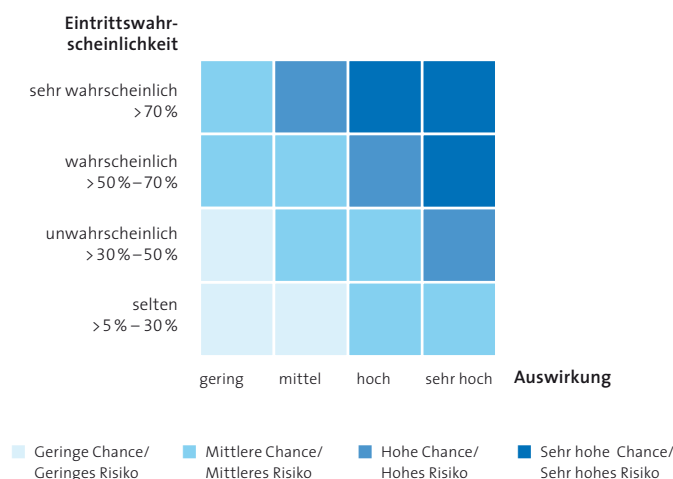 Eintrittswahr-
scheinlichkeit
sehr wahrscheinlich
>70 %
wahrscheinlich
>50 % – 70 %
unwahrscheinlich
>30 % – 50 %
selten
>5 % – 30 %
gering mittel hoch sehr hoch Auswirkung
Geringe Chance/
Geringes Risiko
Mittlere Chance/
Mittleres Risiko
Hohe Chance/
Hohes Risiko
Sehr hohe Chance/
Sehr hohes Risiko